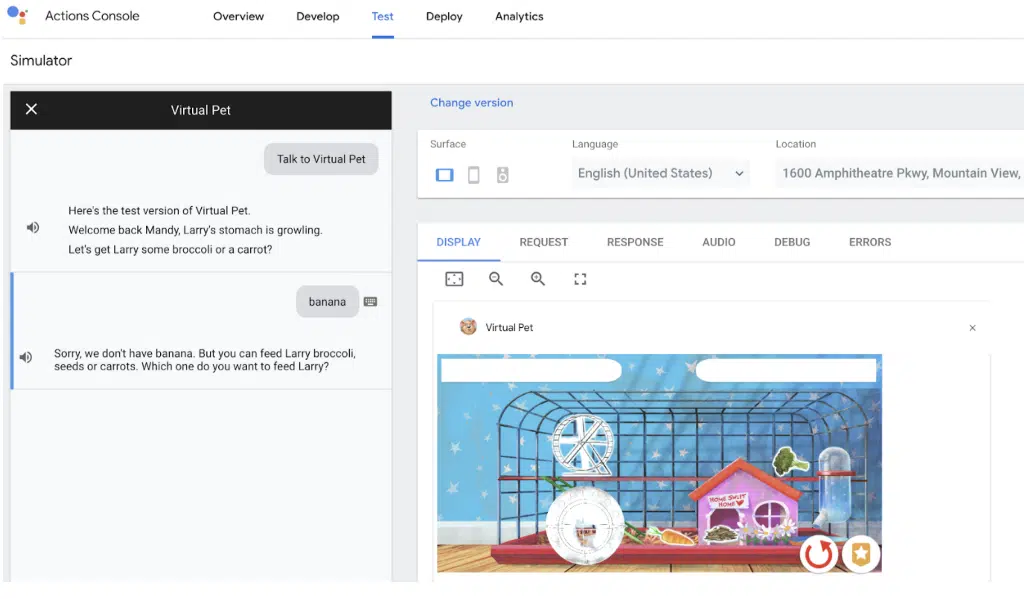 Actions Console
Overview
Develop
Test
Deploy
Analytics
Simulator
Virtual Pet
Talk to Virtual Pet
Here's the test version of Virtual Pet.
Welcome back Mandy, Larry's stomach is growling.
Let's get Larry some broccoli or a carrot?
banana
Sorry, we don't have banana. But you can feed Larry broccoli,
seeds or carrots. Which one do you want to feed Larry?
Change version
Surface
Language
Location
English (United States)
1600 Amphitheatre Pkwy, Mountain View,
DISPLAY
REQUEST
RESPONSE
AUDIO
DEBUG
ERRORS
Virtual Pet
HOME SWEET
HOME